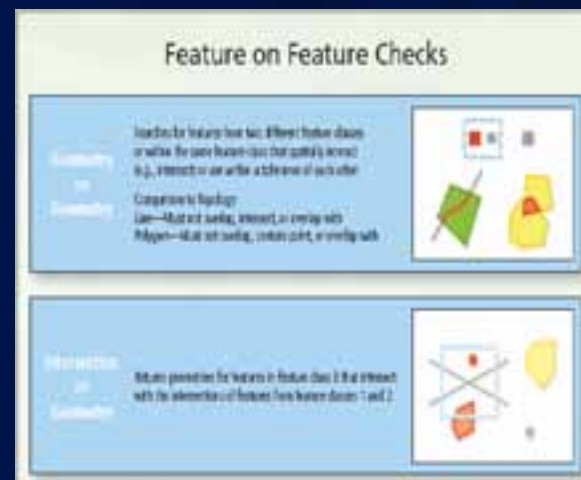 Feature on Feature Checks
Geometry
on
Geometry
Searches for features from two different feature classes
or within the same feature class that spatially interact
(e.g., intersect or are within a tolerance of each other
Comparison to Topology:
Line—Must not overlap, intersect, or overlap with
Polygon—Must not overlap, contains point, or overlap with
Intersection
on
Geometry
Returns geometries for features in feature class 3 that intersect
with the intersections of features from feature classes 1 and 2